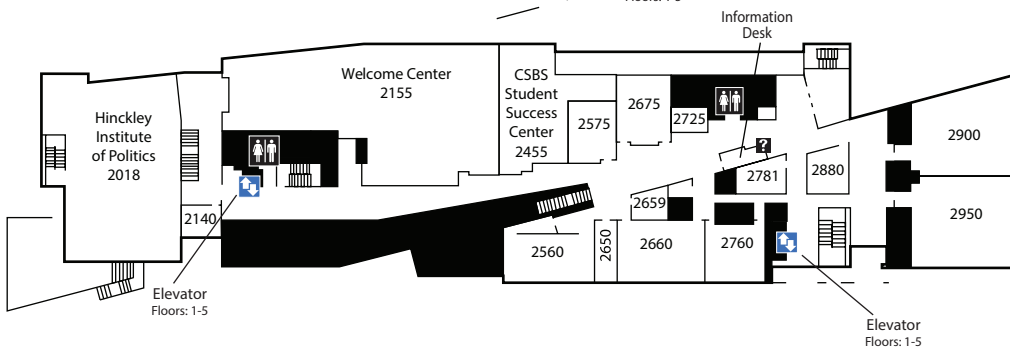 Information
Desk
Welcome Center
2155
CSBS
Student
Success
Center
2455
2575
2675
2725
?
2781
2880
2900
2950
Hinckley
Institute
of Politics
2018
2140
2659
2560
2650
2660
2760
Elevator
Floors: 1-5
Elevator
Floors: 1-5